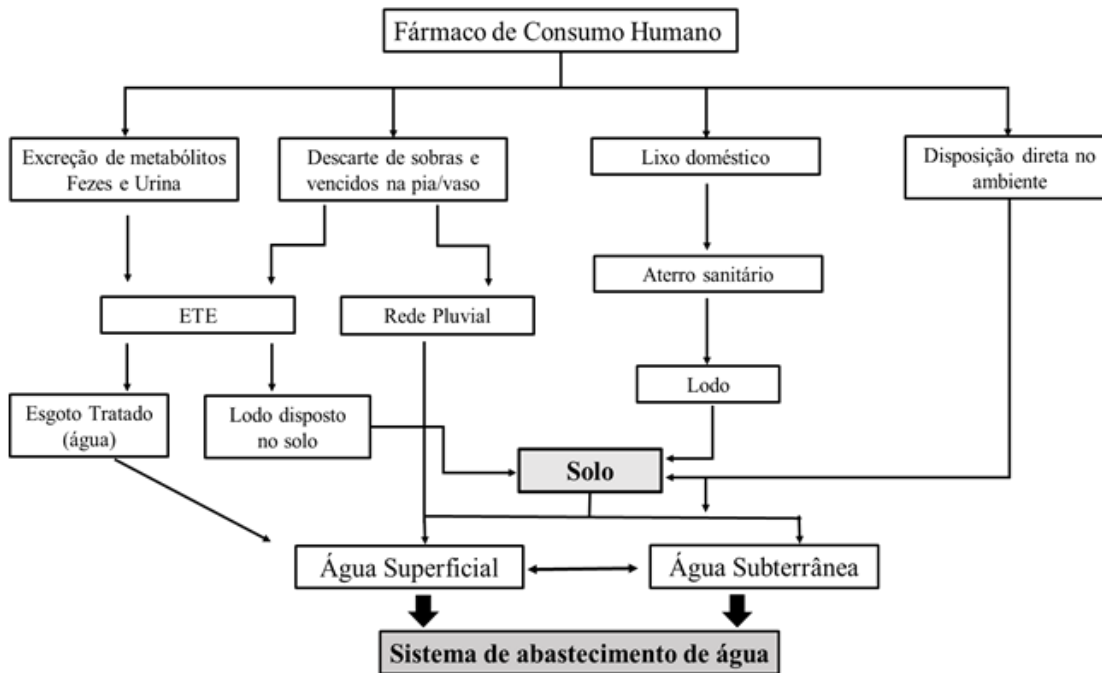 Fármaco de Consumo Humano
Excreção de metabólitos
Fezes e Urina
Descarte de sobras e
vencidos na pia/vaso
Lixo doméstico
Disposição direta no
ambiente
Aterro sanitário
ETE
Rede Pluvial
Lodo
Esgoto Tratado
(água)
Lodo disposto
no solo
Solo
Água Superficial
Água Subterrânea
Sistema de abastecimento de água